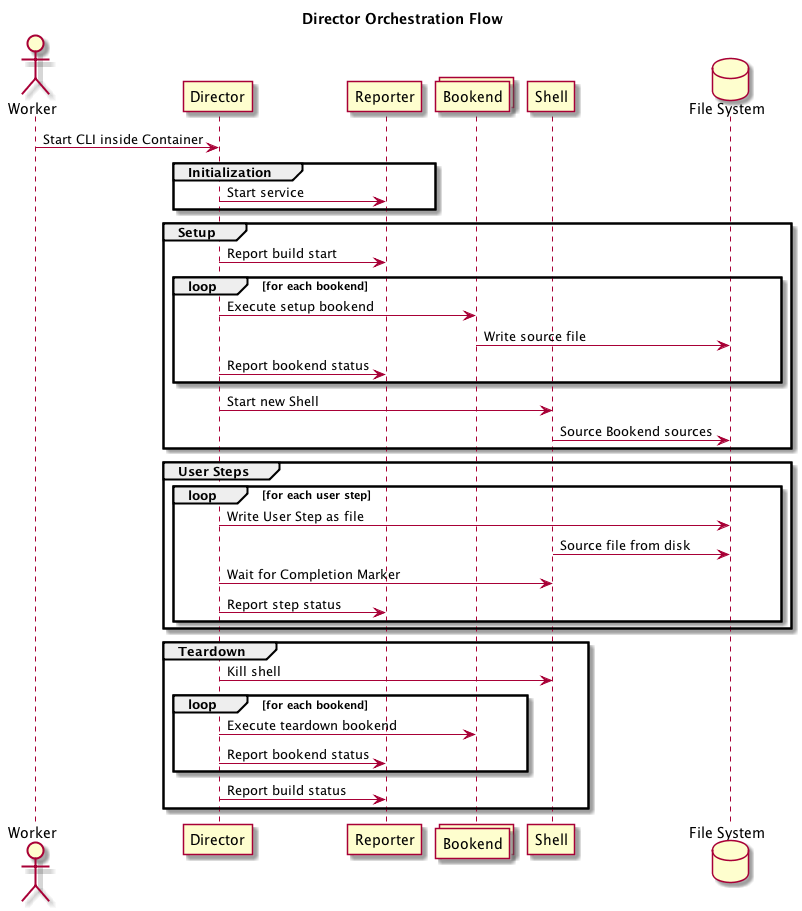 Director Orchestration Flow
Worker
Director
Reporter
Bookend
Shell
File System
Start CLI inside Container
Initialization
Start service
Setup
Report build start
loop [for each bookend]
Execute setup bookend
Write source file
Report bookend status
Start new Shell
Source Bookend sources
User Steps
loop [for each user step]
Write User Step as file
Source file from disk
Wait for Completion Marker
Report step status
Teardown
Kill shell
loop [for each bookend]
Execute teardown bookend
Report bookend status
Report build status
Worker
Director
Reporter
Bookend
Shell
File System